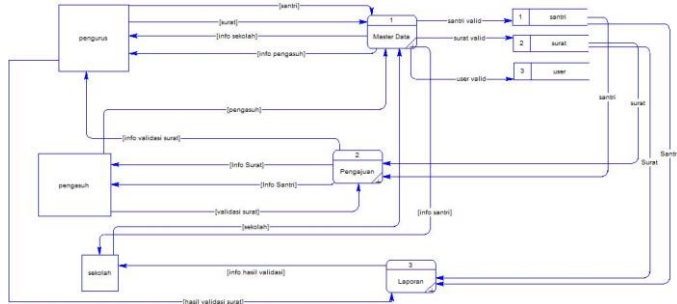 [santri]
[surat]
[info sekolah]
[info pengasuh]
pengurus
1
Master Data
santri valid
surat valid
user valid
1 santri
2 surat
3 user
santri
surat
Surat
Santri
[pengasuh]
[info validasi surat]
2
Pengajuan
[Info Surat]
[Info Santri]
[validasi surat]
pengasuh
[info santri]
[sekolah]
sekolah
[info hasil validasi]
3
Laporan
[hasil validasi surat]